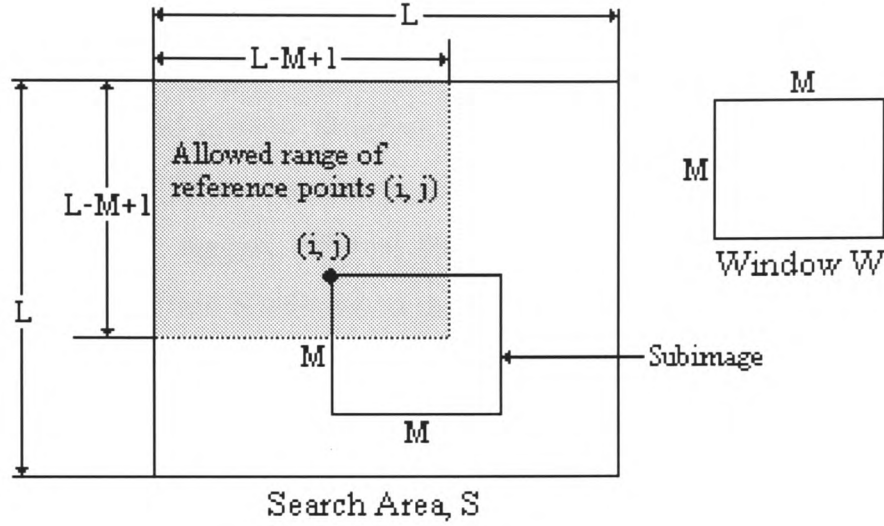 L
L-M+1
M
Allowed range of
reference points (i, j)
M
L-M+1
(i, j)
Window W
L
M
Subimage
M
Search Area, S